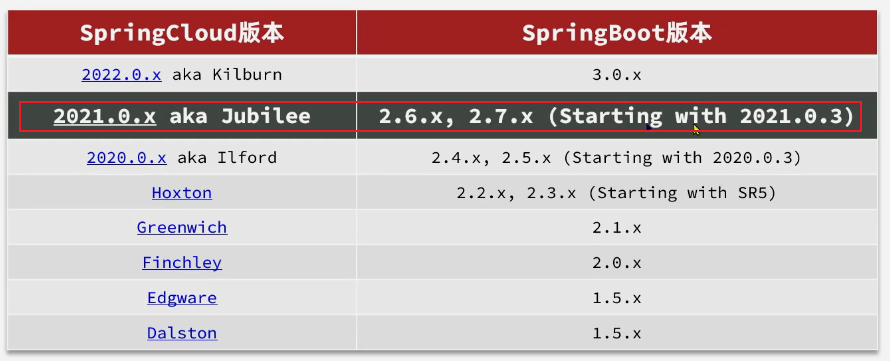 SpringCloud版本 SpringBoot版本
2022.0.x aka Kilburn 3.0.x
2021.0.x aka Jubilee 2.6.x, 2.7.x (Starting with 2021.0.3)
2020.0.x aka Ilford 2.4.x, 2.5.x (Starting with 2020.0.3)
Hoxton 2.2.x, 2.3.x (Starting with SR5)
Greenwich 2.1.x
Finchley 2.0.x
Edgware 1.5.x
Dalston 1.5.x